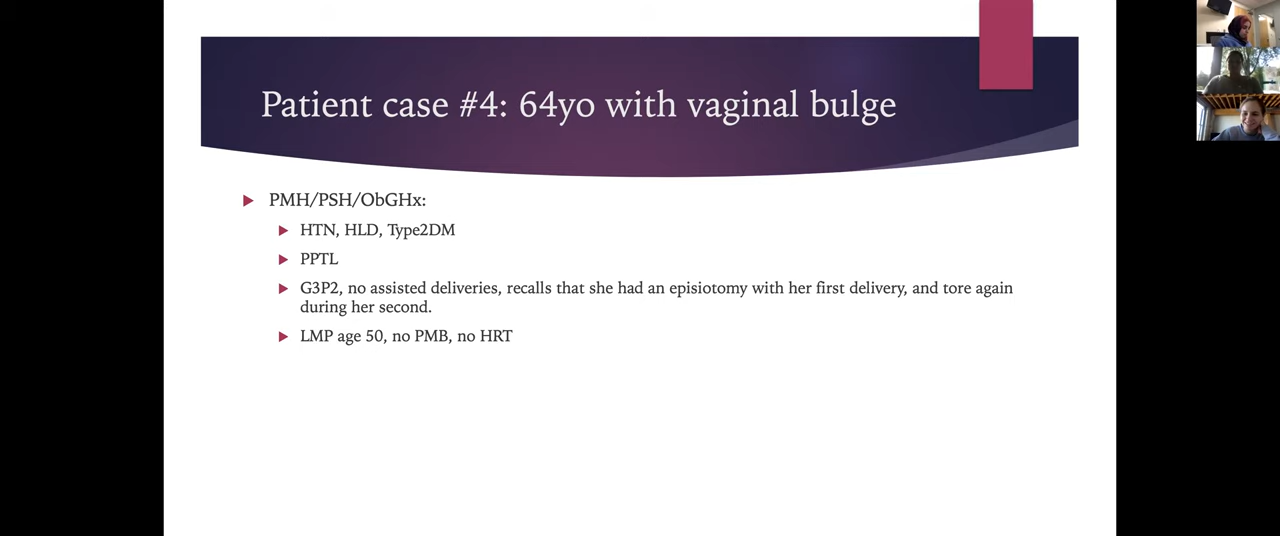 Patient case #4: 64yo with vaginal bulge
PMH/PSH/ObGHx:
HTN, HLD, Type2DM
PPTL
G3P2, no assisted deliveries, recalls that she had an episiotomy with her first delivery, and tore again
during her second.
LMP age 50, no PMB, no HRT